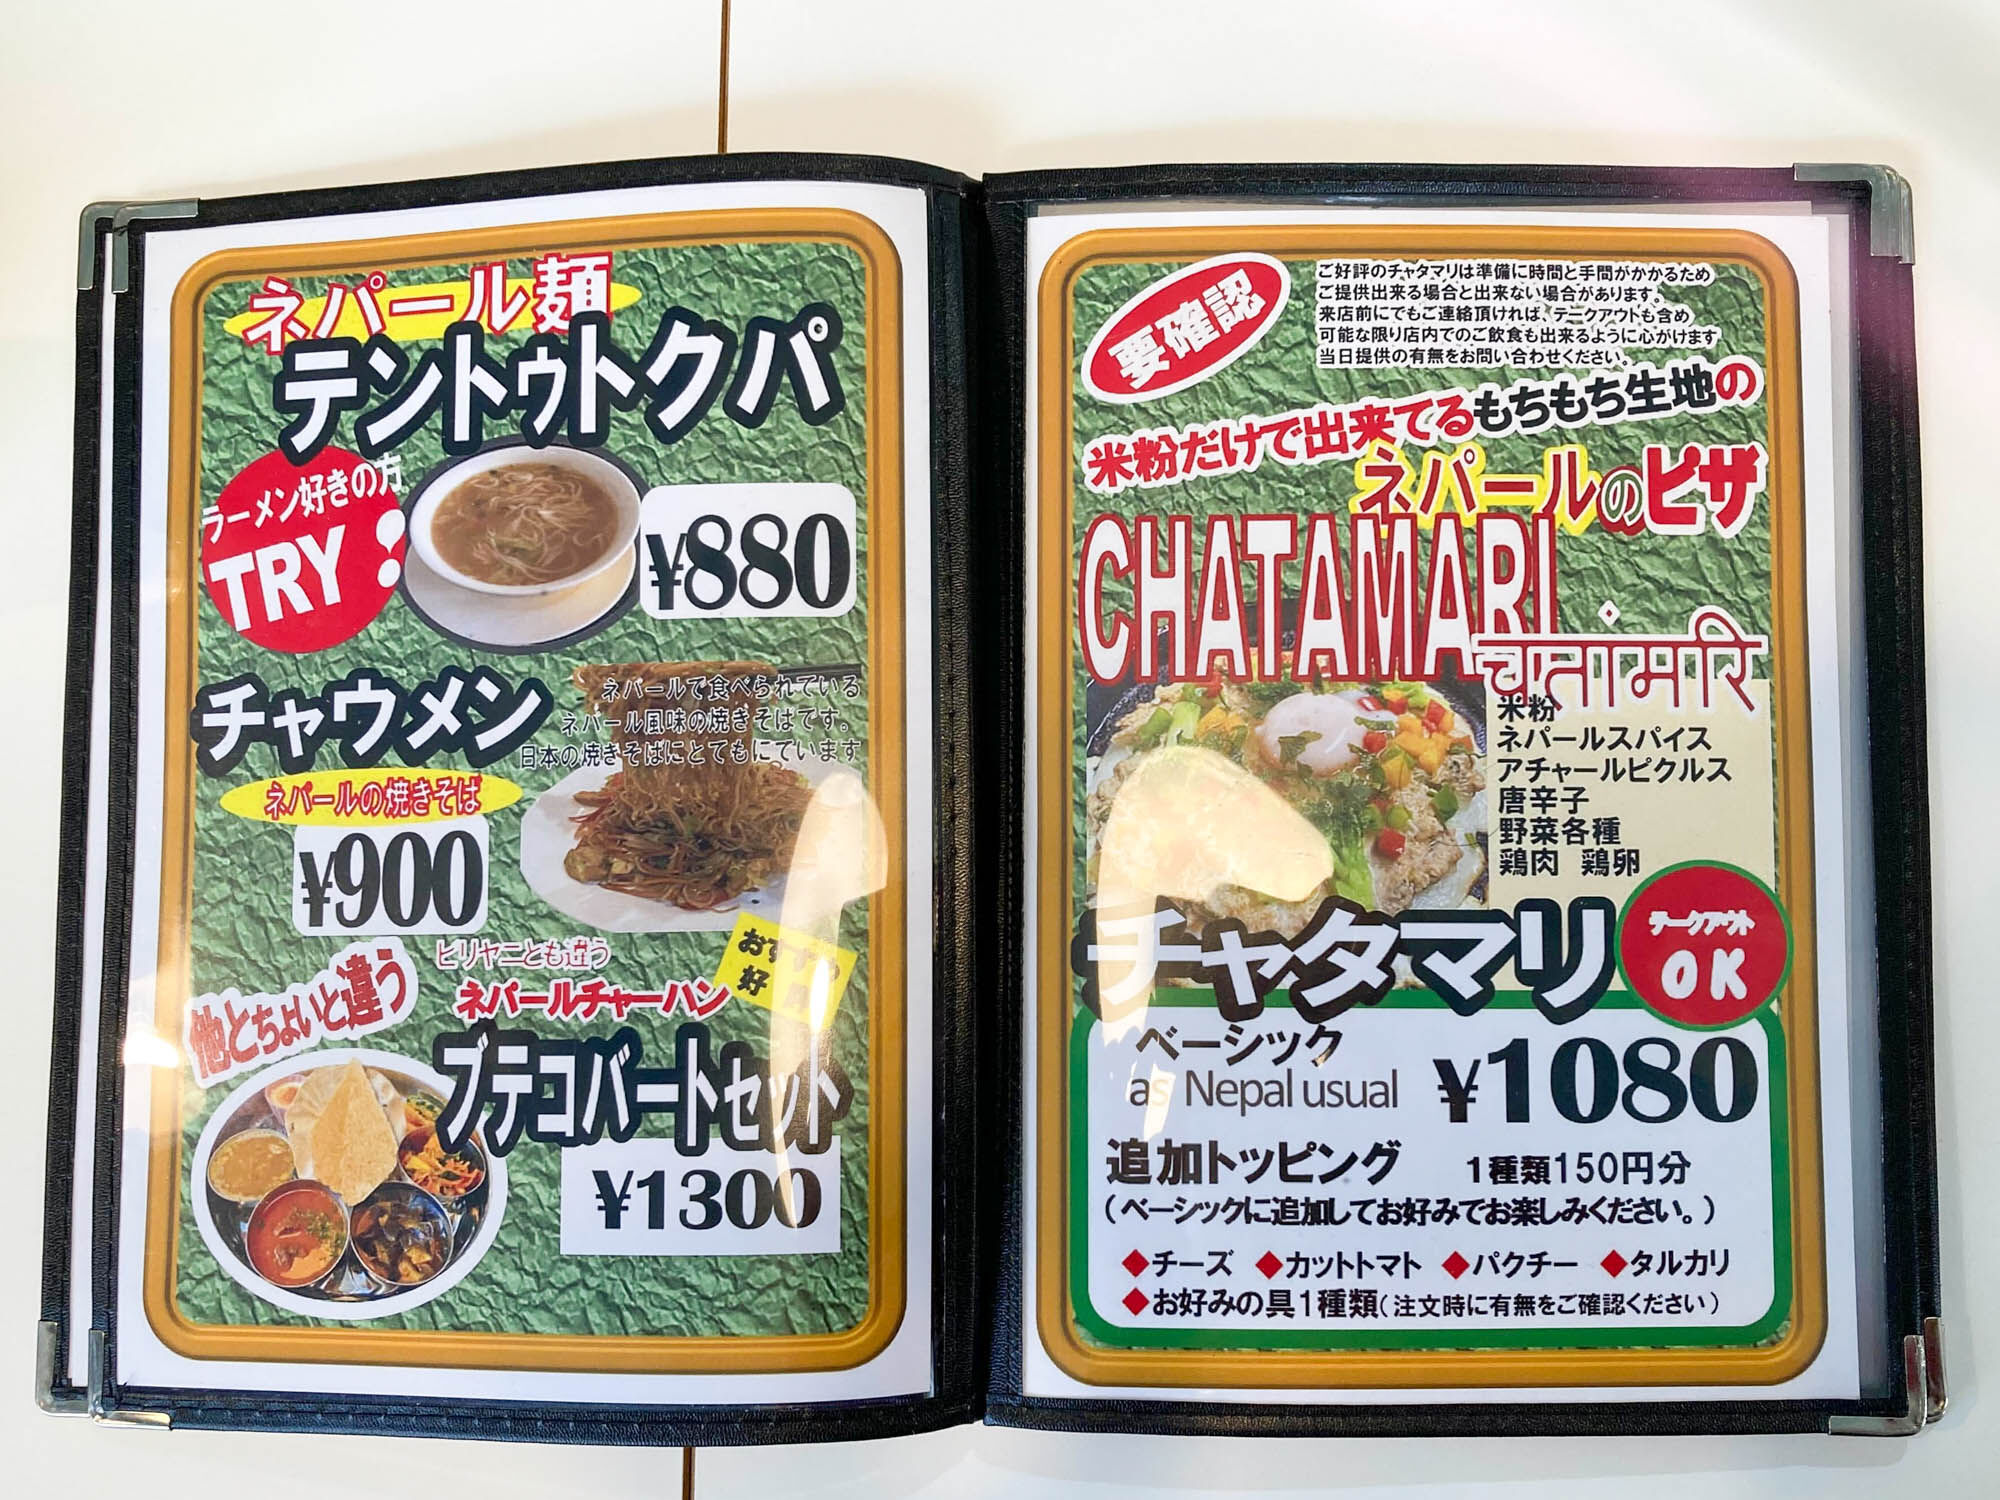 ネパール麺
テントゥトクパ
ラーメン好きの方
TRY！
¥880
チャウメン
ネパールで食べられている
ネパール風味の焼きそばです。
日本の焼きそばにとてもにています
ネパールの焼きそば
¥900
他とちょいと違う
ビリヤニとも違う
ネパールチャーハン
ブテコバートセット
¥1300
要確認
ご好評のチャタマリは準備に時間と手間がかかるため
ご提供出来る場合と出来ない場合があります。
来店前にでもご連絡頂ければ、テークアウトも含め
可能な限り店内でのご飲食も出来るように心がけます
当日提供の有無をお問い合わせください。
米粉だけで出来てるもちもち生地の
ネパールのピザ
CHATAMARI
चतांमरि
米粉
ネパールスパイス
アチャールピクルス
唐辛子
野菜各種
鶏肉 鶏卵
チャタマリ
テークアウト
OK
ベーシック
as Nepal usual
¥1080
追加トッピング 1種類150円分
（ベーシックに追加してお好みでお楽しみください。）
◆チーズ ◆カットトマト ◆パクチー ◆タルカリ
◆お好みの具1種類（注文時に有無をご確認ください）